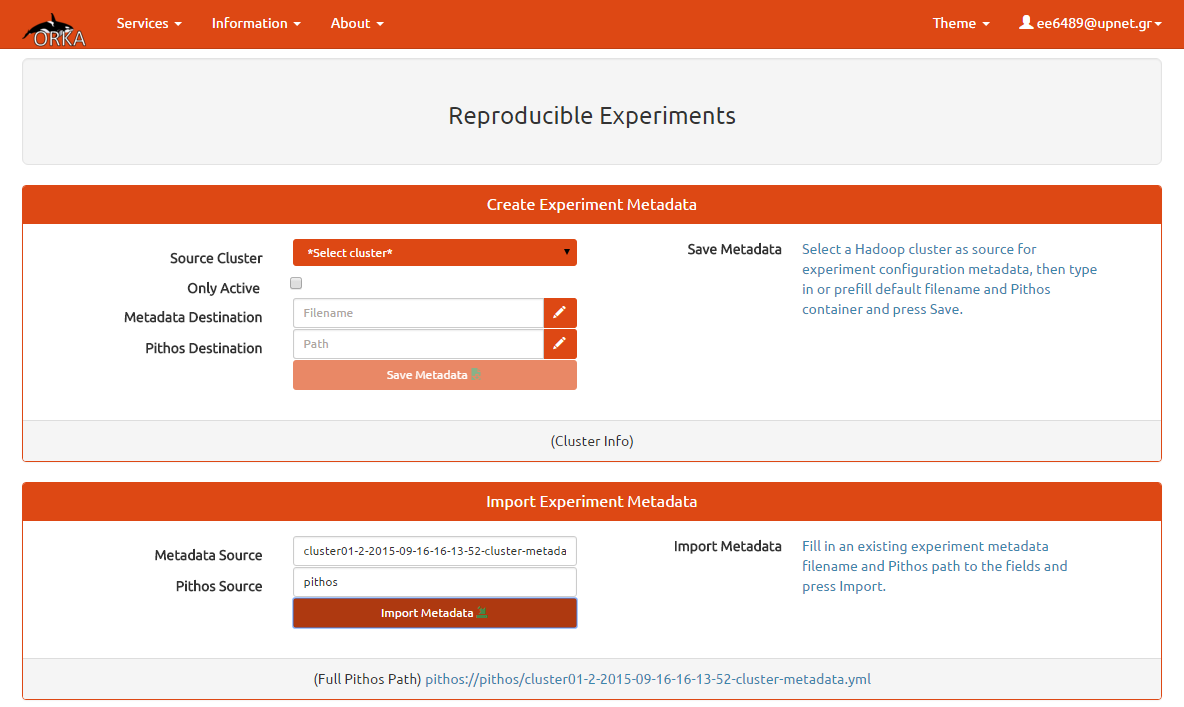 ORKA Services Information About Theme ee6489@upnet.gr
Reproducible Experiments
Create Experiment Metadata
Source Cluster *Select cluster*
Only Active
Metadata Destination Filename
Pithos Destination Path
Save Metadata
Save Metadata Select a Hadoop cluster as source for
experiment configuration metadata, then type
in or prefill default filename and Pithos
container and press Save.
(Cluster Info)
Import Experiment Metadata
Metadata Source cluster01-2-2015-09-16-16-13-52-cluster-metada
Pithos Source pithos
Import Metadata
Import Metadata Fill in an existing experiment metadata
filename and Pithos path to the fields and
press Import.
(Full Pithos Path) pithos://pithos/cluster01-2-2015-09-16-16-13-52-cluster-metadata.yml